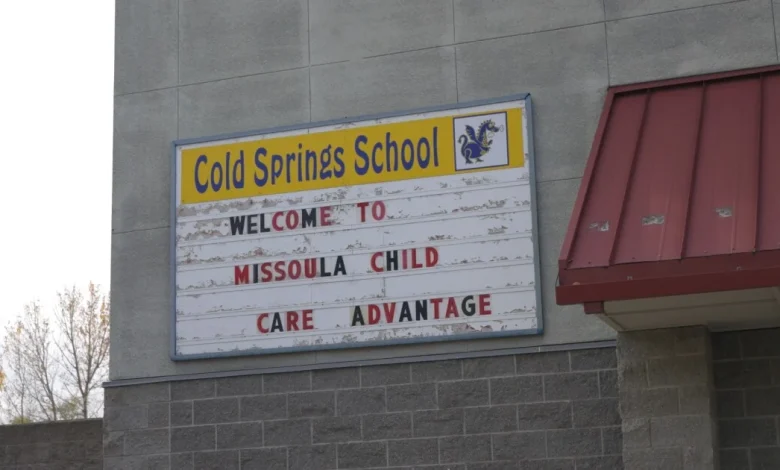 Cold Springs School
WELCOME TO
MISSOULA CHILD
CARE ADVANTAGE